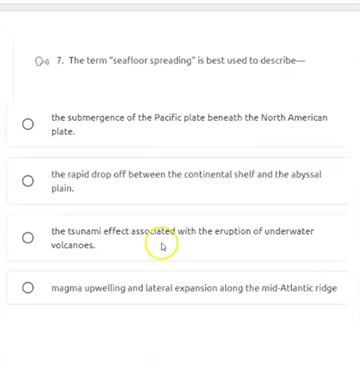 7. The term "seafloor spreading" is best used to describe—
the submergence of the Pacific plate beneath the North American
plate.
the rapid drop off between the continental shelf and the abyssal
plain.
the tsunami effect associated with the eruption of underwater
volcanoes.
magma upwelling and lateral expansion along the mid-Atlantic ridge